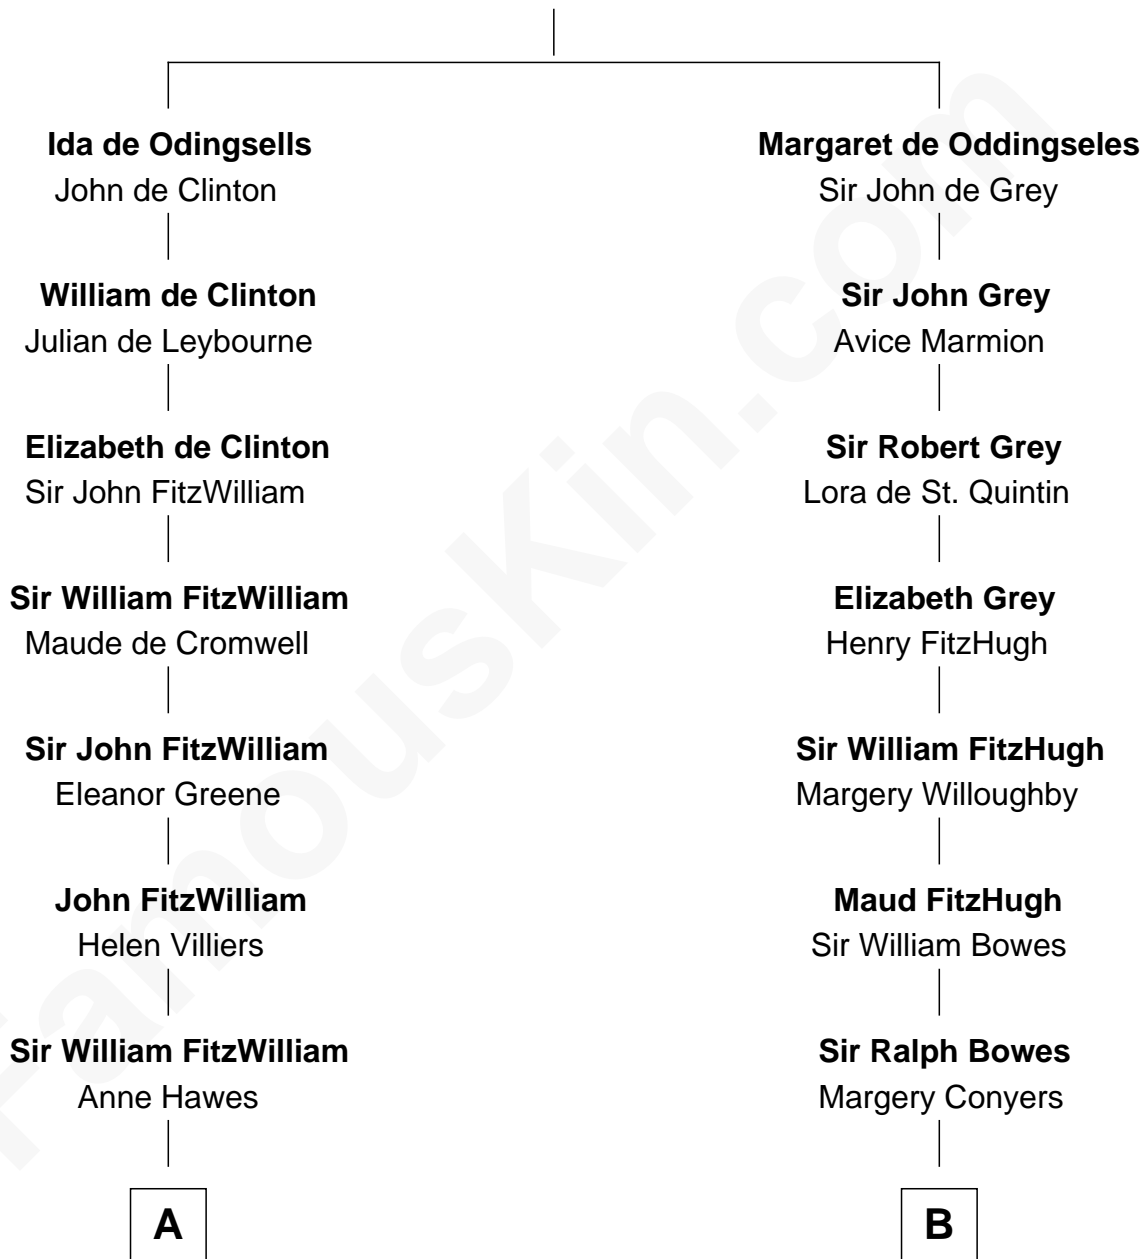 Ida de Odingsells
John de Clinton
William de Clinton
Julian de Leybourne
Elizabeth de Clinton
Sir John FitzWilliam
Sir William FitzWilliam
Maude de Cromwell
Sir John FitzWilliam
Eleanor Greene
John FitzWilliam
Helen Villiers
Sir William FitzWilliam
Anne Hawes
A
Margaret de Oddingseles
Sir John de Grey
Sir John Grey
Avice Marmion
Sir Robert Grey
Lora de St. Quintin
Elizabeth Grey
Henry FitzHugh
Sir William FitzHugh
Margery Willoughby
Maud FitzHugh
Sir William Bowes
Sir Ralph Bowes
Margery Conyers
B
FamousKin.com